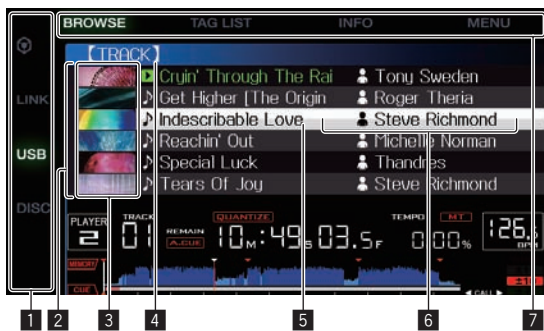 BROWSE TAG LIST INFO MENU
[TRACK]
Cryin' Through The Rai Tony Sweden
LINK Get Higher [The Origin Roger Theria
Indescribable Love Steve Richmond
USB Reachin' Out Michelle Norman
Special Luck Thandres
Tears Of Joy Steve Richmond
DISC
PLAYER 2 TRACK 01 REMAIN A.CUE QUANTIZE 10M:49S03.5F TEMPO MT 0.00% 126.5 BPM
MEMORY
CUE CALL ±10
1 2 3 4 5 6 7